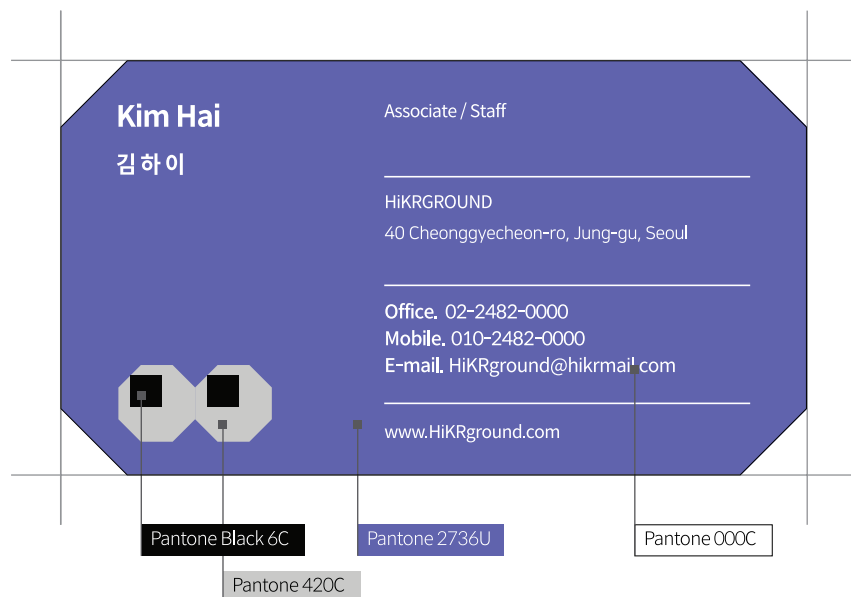 Kim Hai
김하이
Associate / Staff
HiKRGROUND
40 Cheonggyecheon-ro, Jung-gu, Seoul
Office. 02-2482-0000
Mobile. 010-2482-0000
E-mail. HiKRground@hikrmail.com
www.HiKRground.com
Pantone Black 6C
Pantone 2736U
Pantone 000C
Pantone 420C